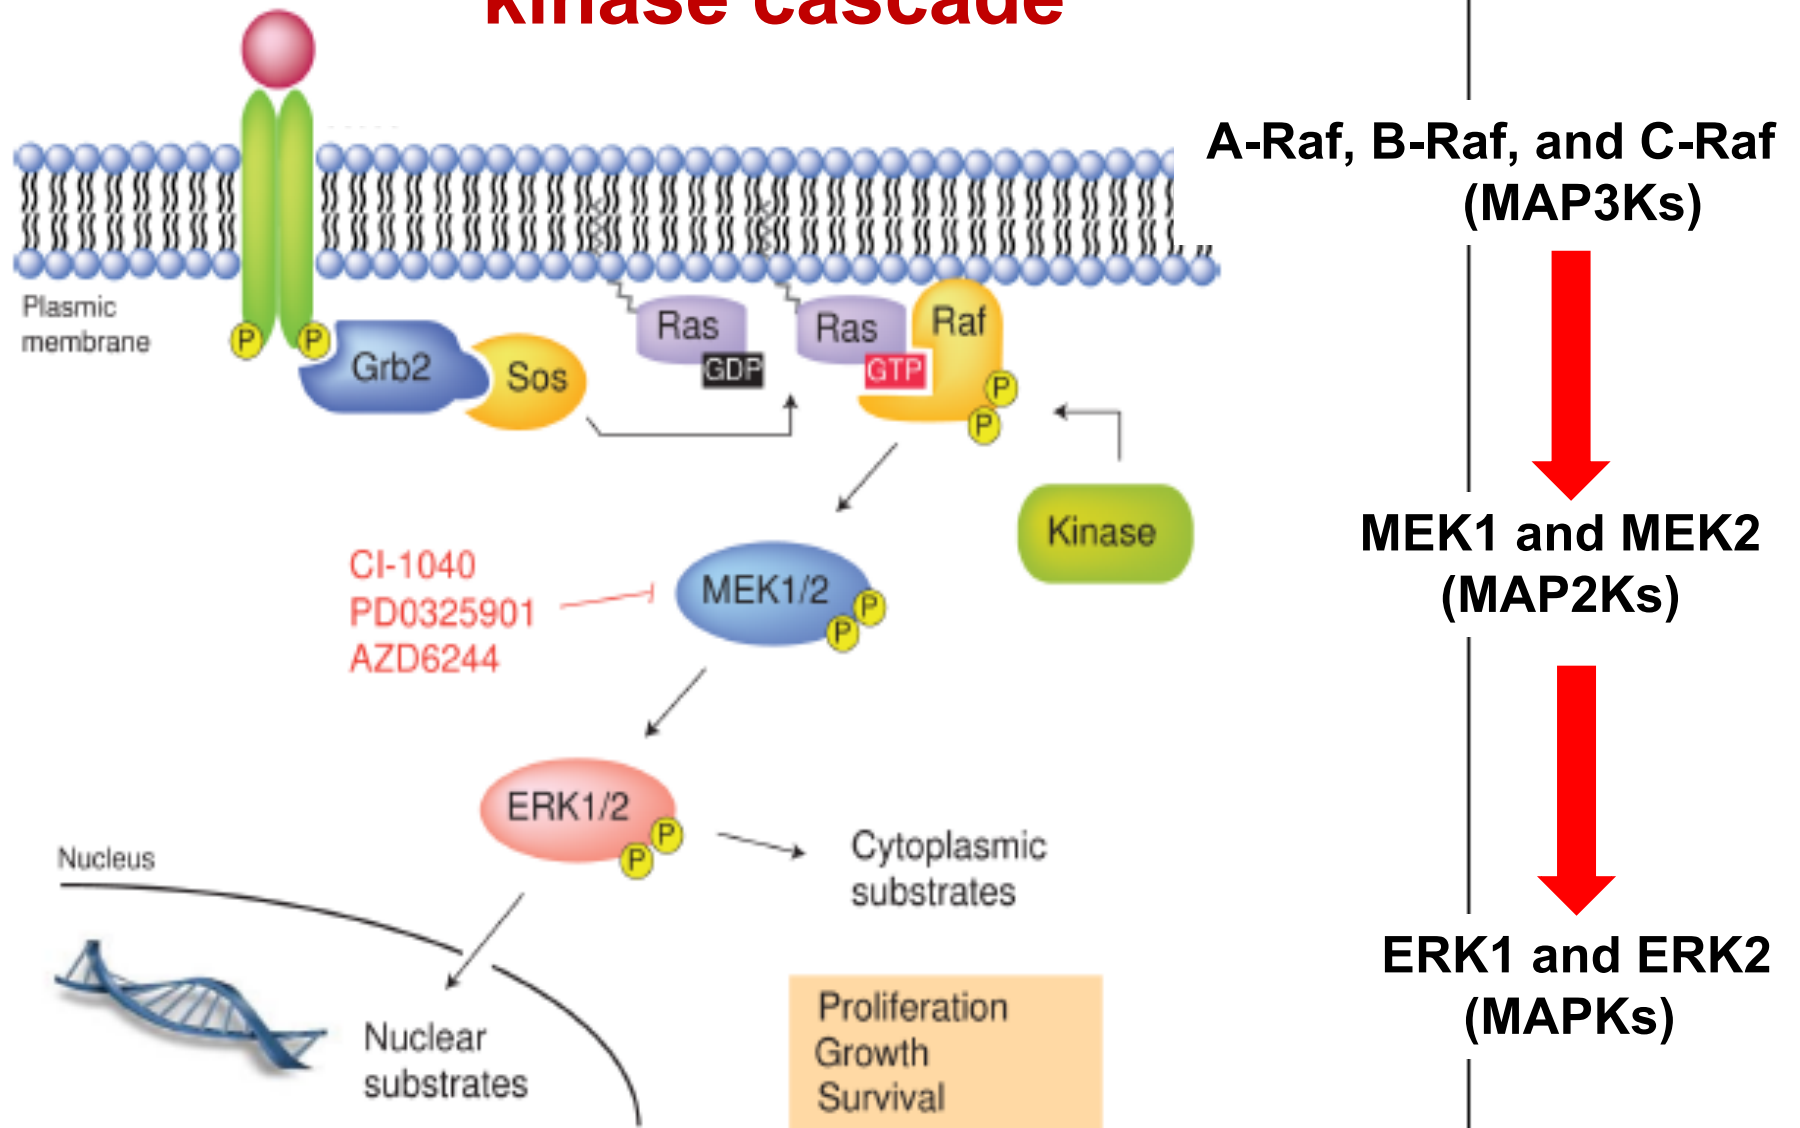 kinase cascade
Plasmic
membrane
P
P
Grb2
Sos
Ras
GDP
Ras
GTP
Raf
P
P
Kinase
CI-1040
PD0325901
AZD6244
MEK1/2
P
P
ERK1/2
P
P
Cytoplasmic
substrates
Nucleus
Nuclear
substrates
Proliferation
Growth
Survival
A-Raf, B-Raf, and C-Raf
(MAP3Ks)
MEK1 and MEK2
(MAP2Ks)
ERK1 and ERK2
(MAPKs)